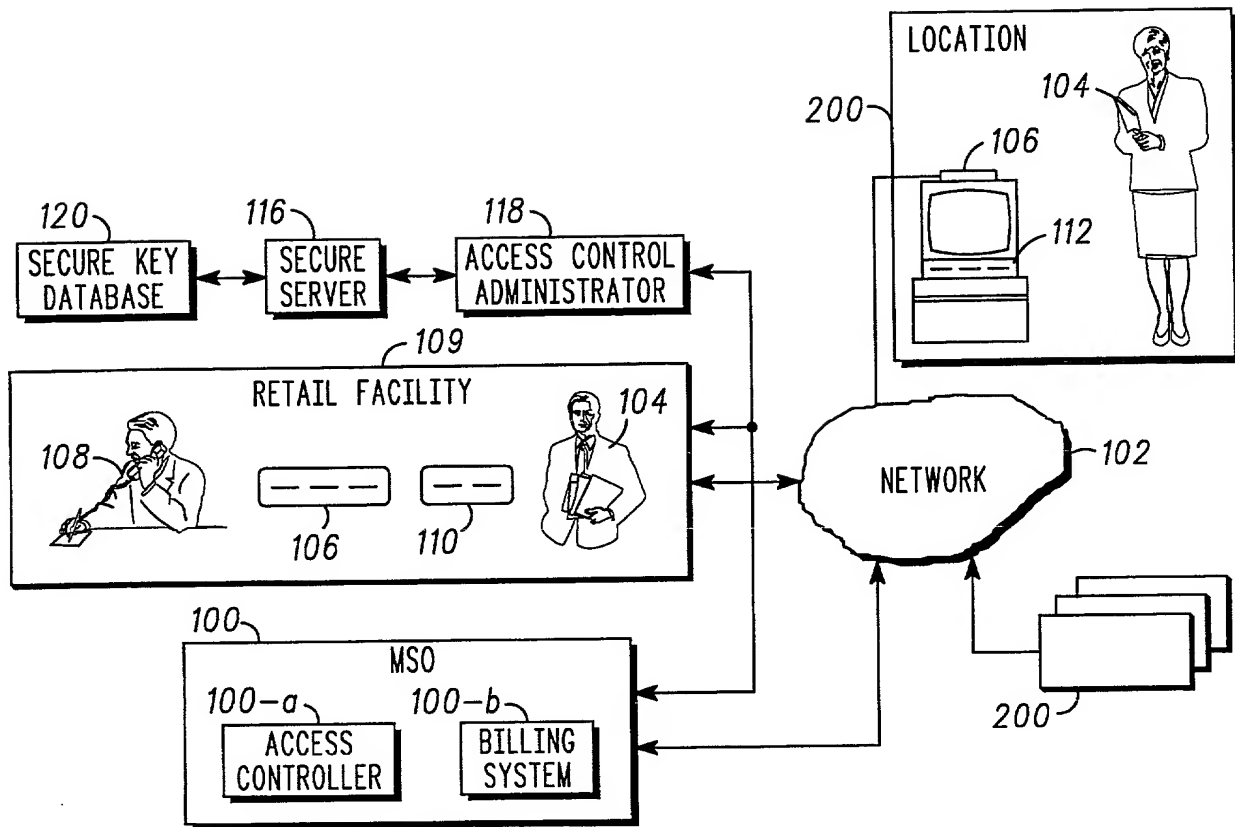 LOCATION
104
200
106
112
120
116
118
SECURE KEY
DATABASE
SECURE
SERVER
ACCESS CONTROL
ADMINISTRATOR
109
RETAIL FACILITY
104
108
106
110
NETWORK
102
100
MSO
100-a
100-b
ACCESS
CONTROLLER
BILLING
SYSTEM
200